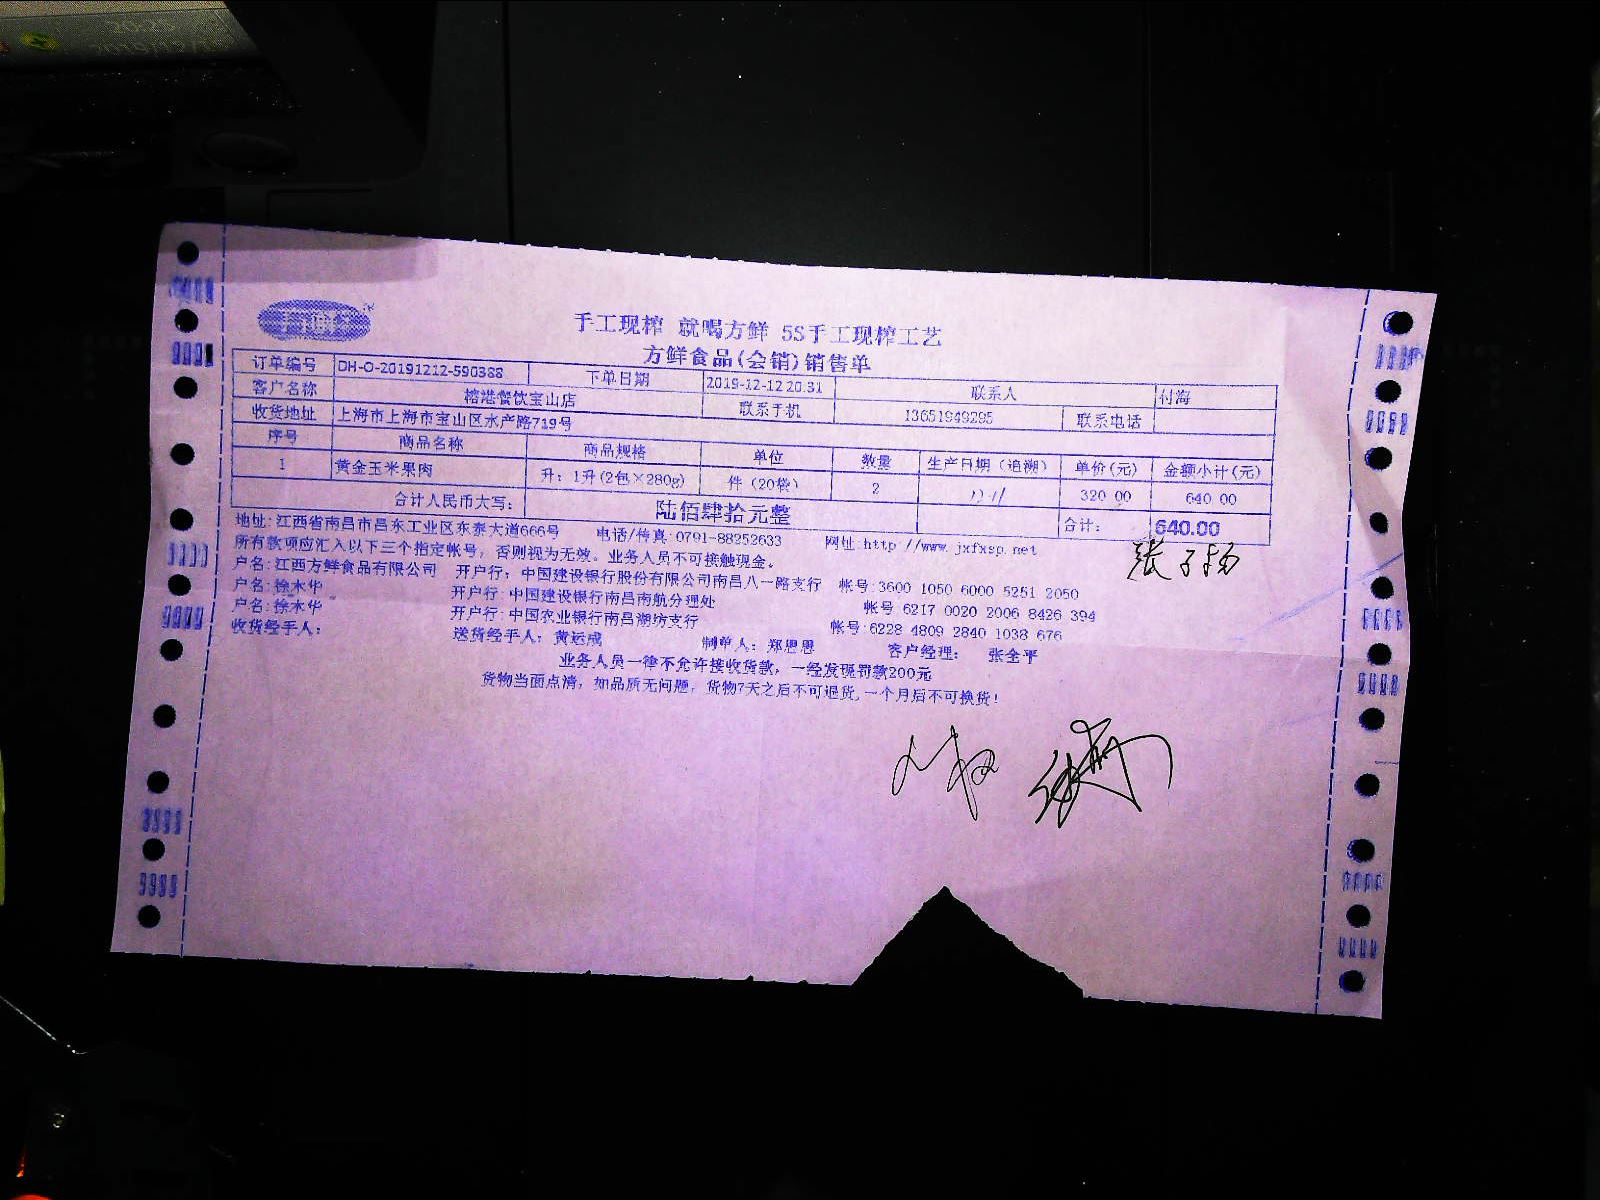 手工现榨 就喝方鲜 5S手工现榨工艺
方鲜食品(会销)销售单
订单编号 DH-O-20191212-590388 下单日期 2019-12-12 20.31 联系人 付海
客户名称 榕港餐饮宝山店 联系手机 13651949295 联系电话
收货地址 上海市上海市宝山区水产路719号
序号 商品名称 商品规格 单位 数量 生产日期（追溯） 单价(元) 金额小计(元)
1 黄金玉米果肉 升：1升(2包×280g) 件（20袋） 2 12-11 320 00 640 00
合计人民币大写： 陆佰肆拾元整 合计： 640.00
地址:江西省南昌市昌东工业区东泰大道666号 电话/传真:0791-88252633 网址:http://www.jxfxsp.net
所有款项应汇入以下三个指定帐号，否则视为无效。业务人员不可接触现金。
户名:江西方鲜食品有限公司 开户行：中国建设银行股份有限公司南昌八一路支行 帐号:3600 1050 6000 5251 2050
户名:徐木华 开户行:中国建设银行南昌南航分理处 帐号 6217 0020 2006 8426 394
户名:徐木华 开户行:中国农业银行南昌湖坊支行 帐号:6228 4809 2840 1038 676
收货经手人： 送货经手人：黄运成 制单人：郑恩恩 客户经理： 张全平
业务人员一律不允许接收货款，一经发现罚款200元
货物当面点清，如品质无问题，货物7天之后不可退货,一个月后不可换货!